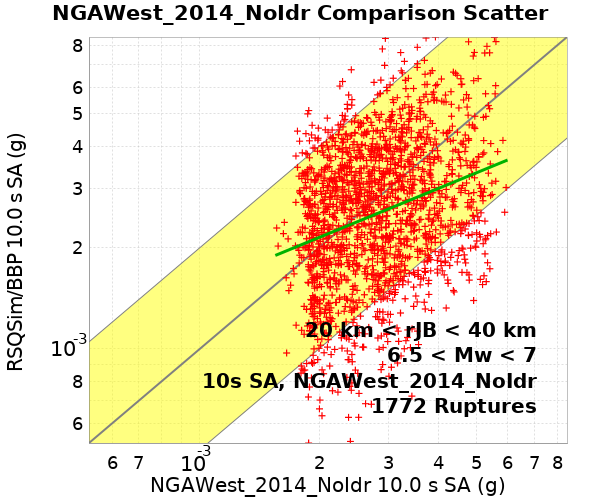 NGAWest_2014_NoIdr Comparison Scatter
RSQSim/BBP 10.0 s SA (g)
8
6
5
4
3
2
10-3
8
6
20 km < rJB < 40 km
6.5 < Mw < 7
10s SA, NGAWest_2014_NoIdr
1772 Ruptures
6 7 10-3 2 3 4 5 6 7 8
NGAWest_2014_NoIdr 10.0 s SA (g)